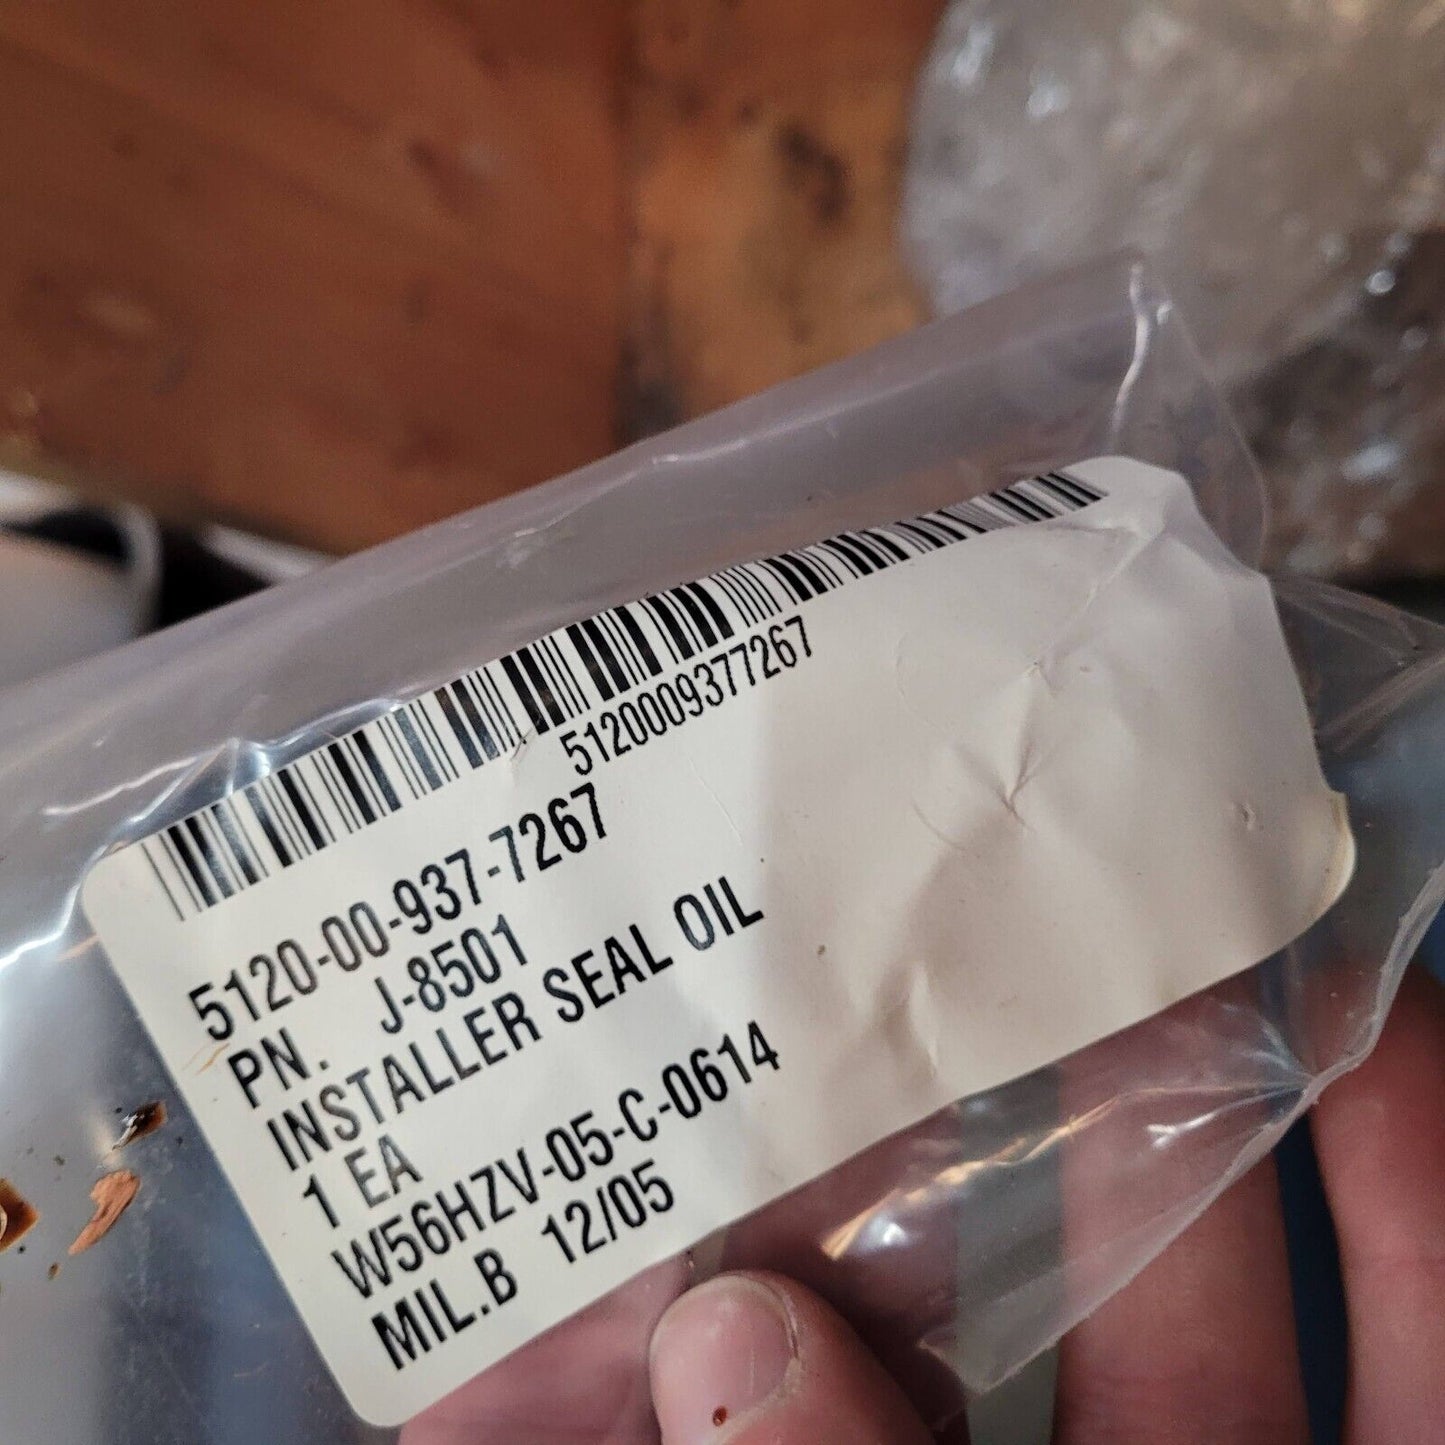 5120009377267
5120-00-937-7267
PN. J-8501
INSTALLER SEAL OIL
1 EA
W56HZV-05-C-0614
MIL.B 12/05